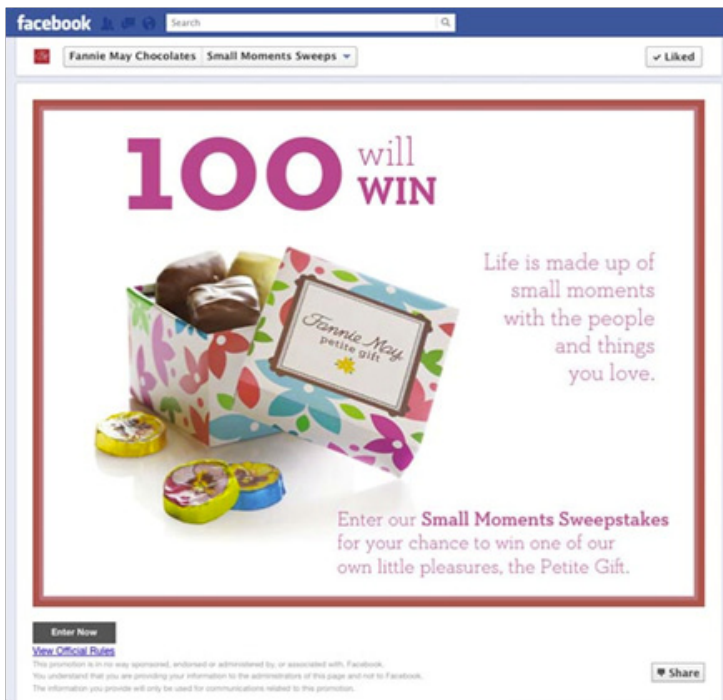 facebook
Search
Fannie May Chocolates Small Moments Sweeps
Liked
100 will
WIN
Life is made up of
small moments
with the people
and things
you love.
Fannie May
petite gift
Enter our Small Moments Sweepstakes
for your chance to win one of our
own little pleasures, the Petite Gift.
Enter Now
View Official Rules
This promotion is in no way sponsored, endorsed or administered by, or associated with, Facebook.
You understand that you are providing your information to the administrators of this page and not to Facebook.
Share
The information you provide will only be used for communications related to this promotion.